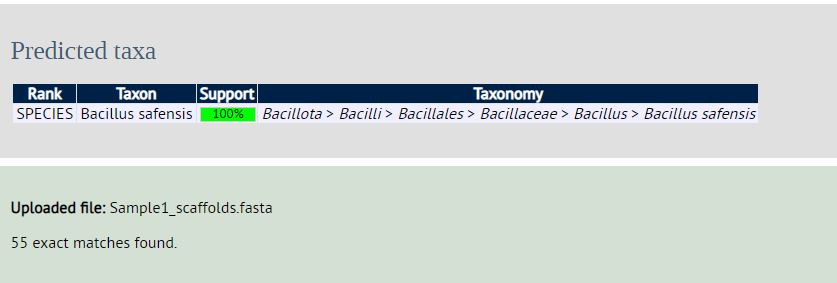 Predicted taxa
Rank Taxon Support Taxonomy
SPECIES Bacillus safensis 100% Bacillota > Bacilli > Bacillales > Bacillaceae > Bacillus > Bacillus safensis
Uploaded file: Sample1_scaffolds.fasta
55 exact matches found.